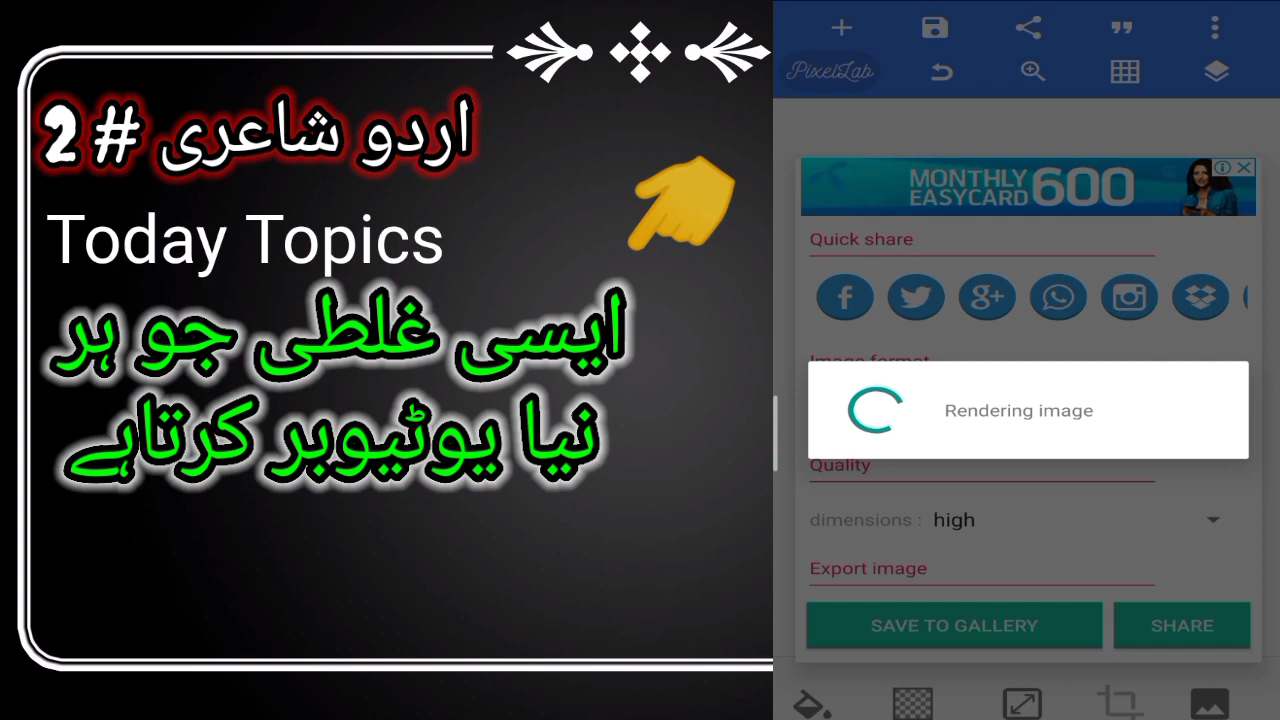 اردو شاعری #2
Today Topics
ایسی غلطی جو ہر
نیا یوٹیوبر کرتاہے
PixelLab
MONTHLY
EASYCARD 600
Quick share
Image format
Rendering image
Quality
dimensions : high
Export image
SAVE TO GALLERY
SHARE